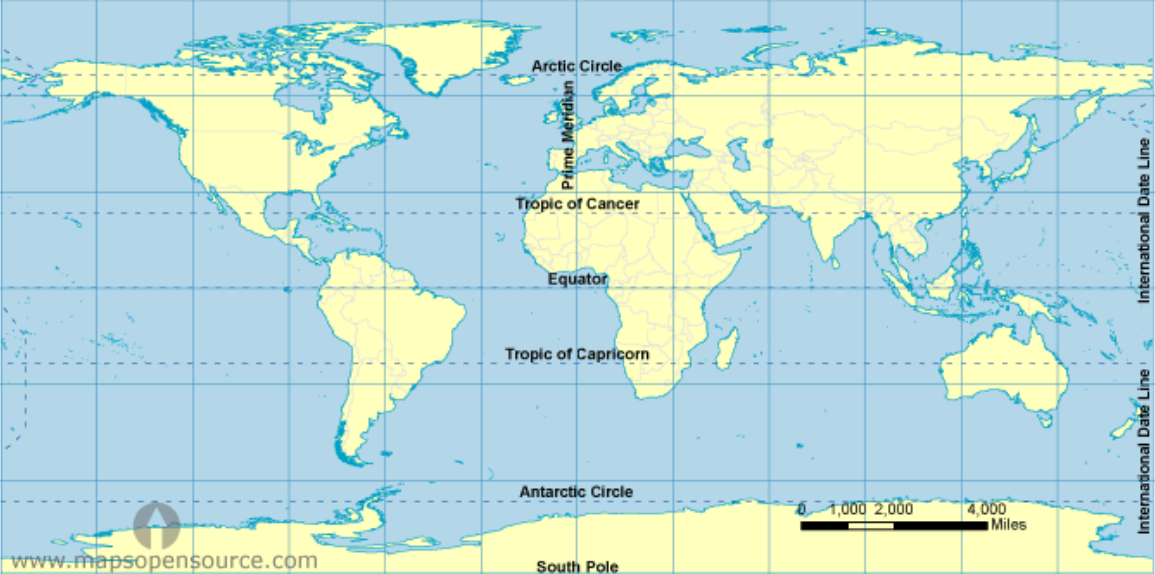 Arctic Circle
Prime Meridian
International Date Line
Tropic of Cancer
Equator
Tropic of Capricorn
International Date Line
Antarctic Circle
0 1,000 2,000 4,000
Miles
www.mapsopensource.com
South Pole